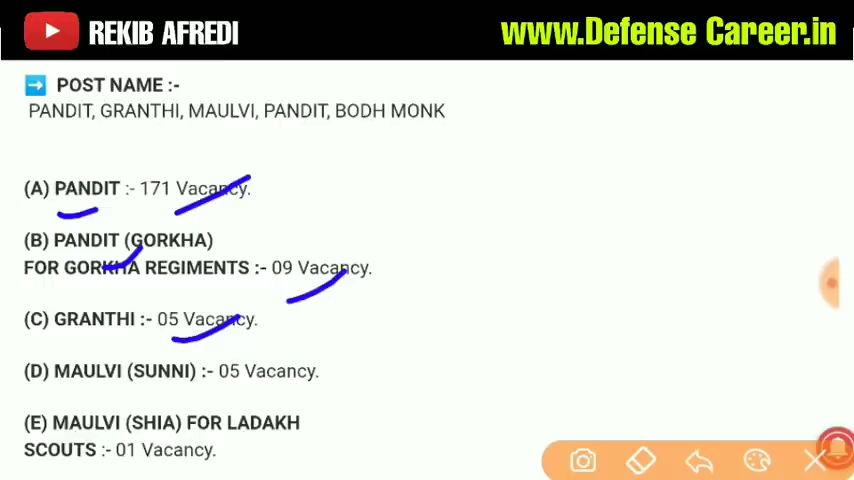 REKIB AFREDI
www.Defense Career.in
POST NAME :-
PANDIT, GRANTHI, MAULVI, PANDIT, BODH MONK
(A) PANDIT :- 171 Vacancy.
(B) PANDIT (GORKHA)
FOR GORKHA REGIMENTS :- 09 Vacancy.
(C) GRANTHI :- 05 Vacancy.
(D) MAULVI (SUNNI) :- 05 Vacancy.
(E) MAULVI (SHIA) FOR LADAKH
SCOUTS :- 01 Vacancy.